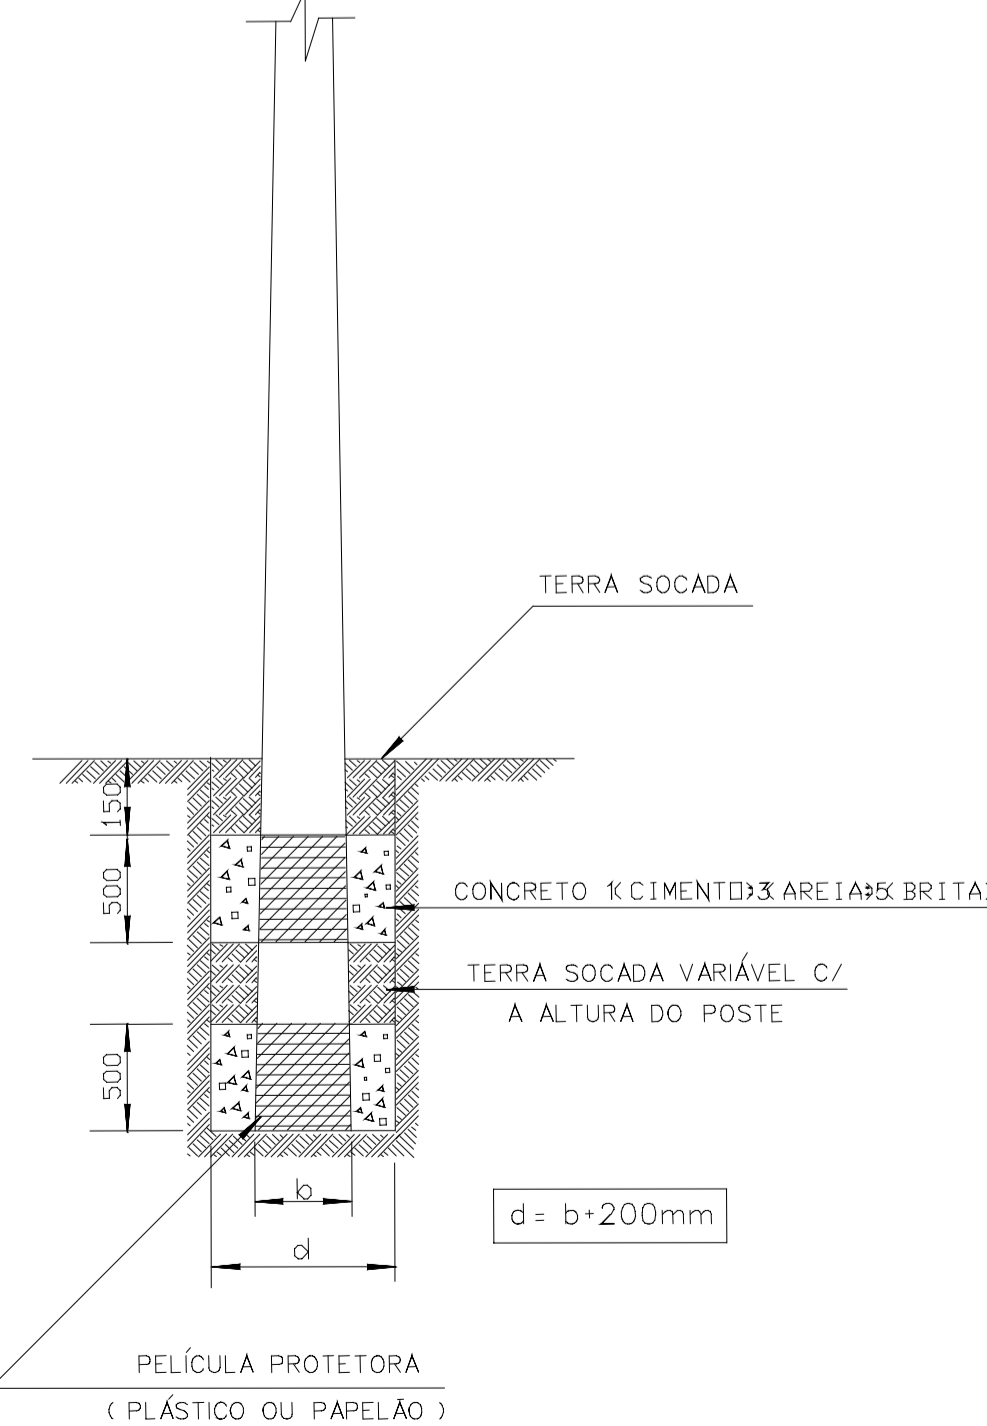 TERRA SOCADA
150
500
CONCRETO 1(CIMENTO):3(AREIA):5(BRITA)
TERRA SOCADA VARIÁVEL C/
A ALTURA DO POSTE
500
b
d= b+200mm
d
PELÍCULA PROTETORA
( PLÁSTICO OU PAPELÃO )